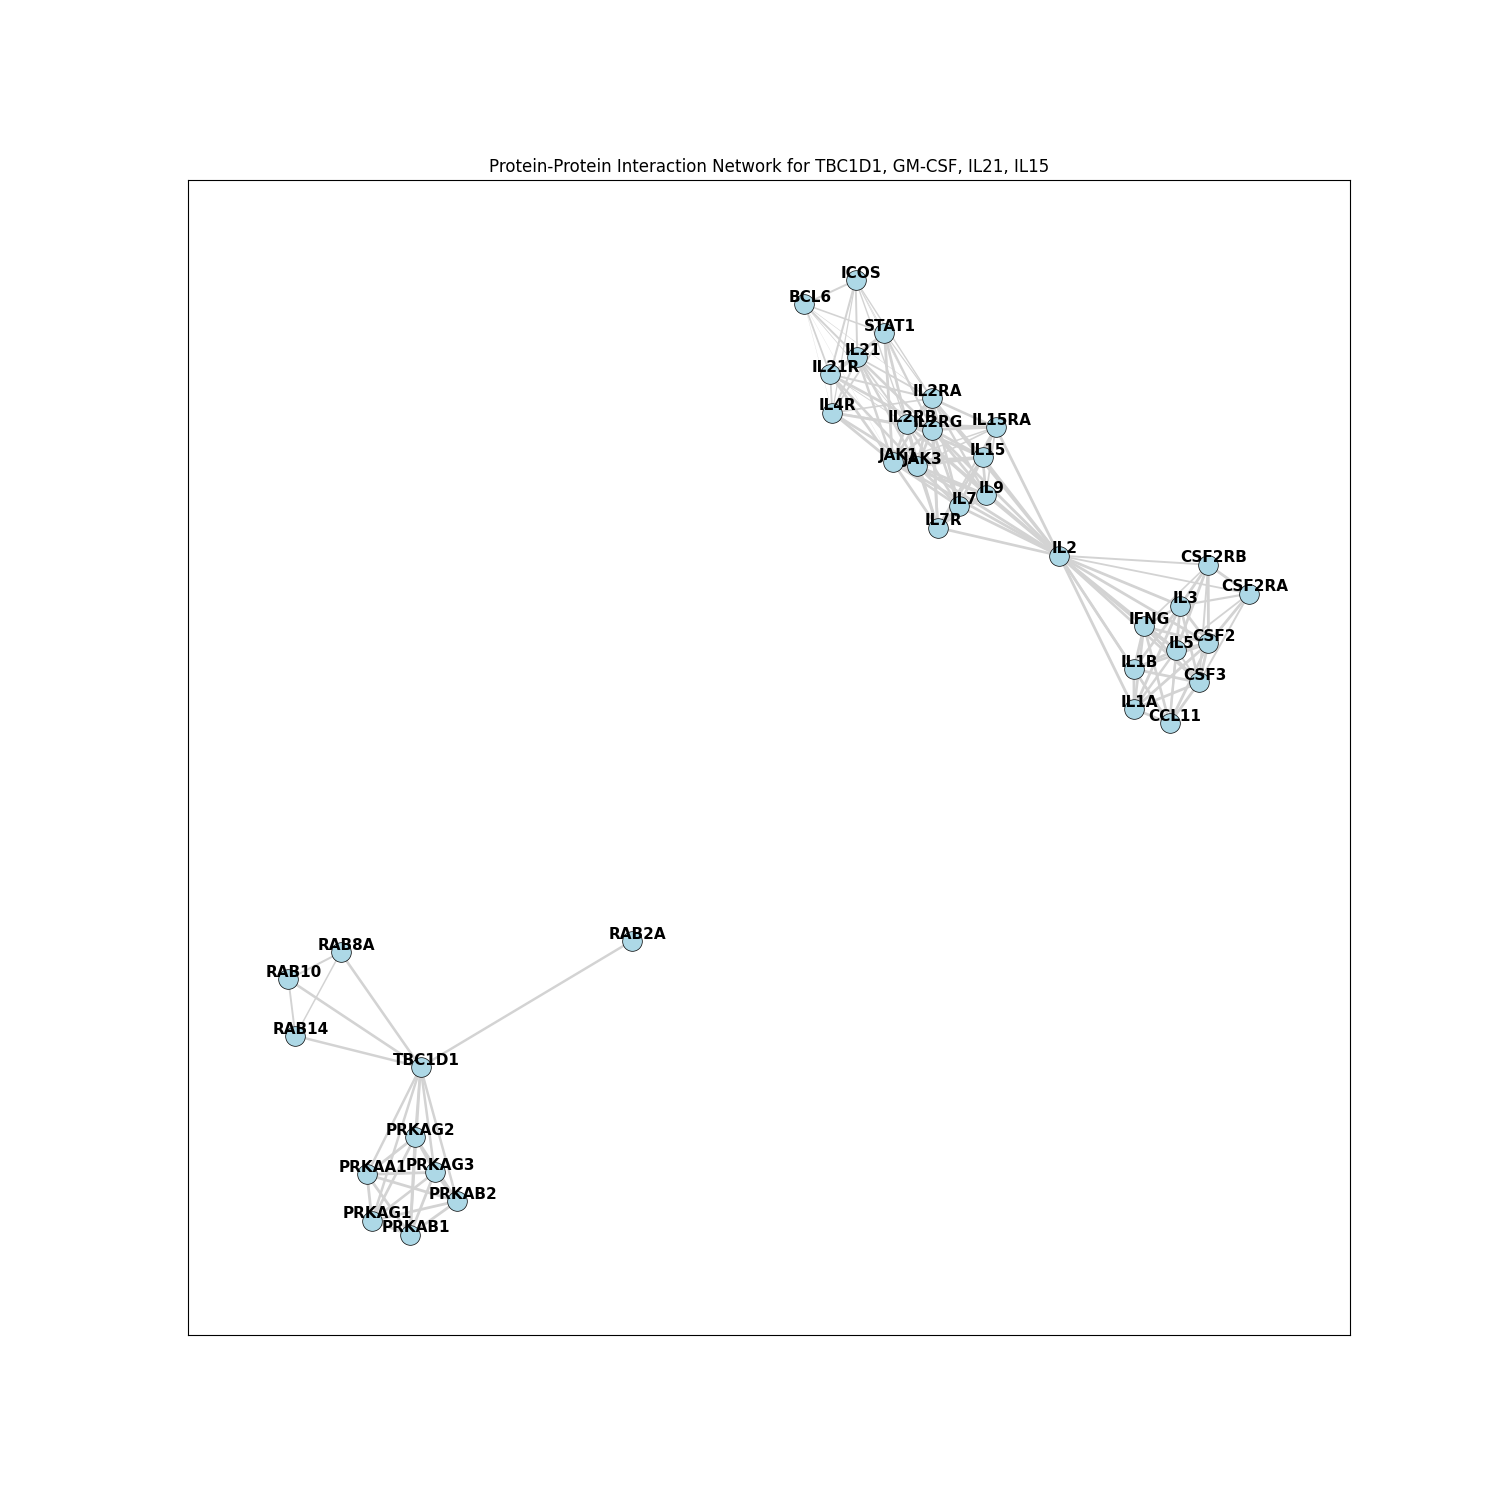 Protein-Protein Interaction Network for TBC1D1, GM-CSF, IL21, IL15
ICOS
BCL6
STAT1
IL21
IL21R
IL2RA
IL4R
IL2RB
IL2RG
IL15RA
IL15
JAK1
JAK3
IL9
IL7
IL7R
IL2
CSF2RB
CSF2RA
IL3
IFNG
CSF2
IL5
IL1B
CSF3
IL1A
CCL11
RAB2A
RAB8A
RAB10
RAB14
TBC1D1
PRKAG2
PRKAA1
PRKAG3
PRKAB2
PRKAG1
PRKAB1